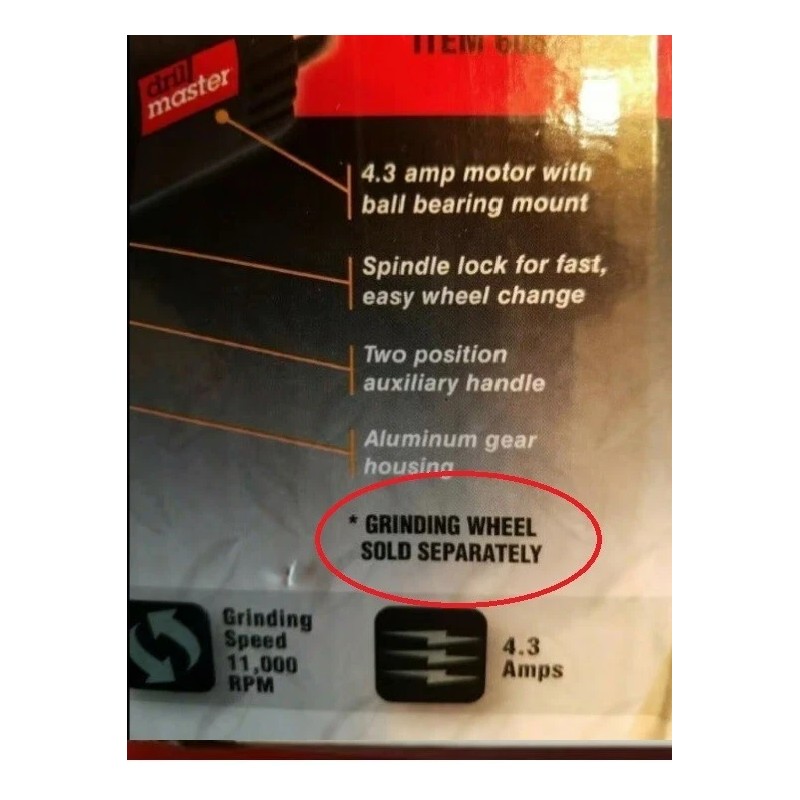 ITEM
drill
master
4.3 amp motor with
ball bearing mount
Spindle lock for fast,
easy wheel change
Two position
auxiliary handle
Aluminum gear
housing
* GRINDING WHEEL
SOLD SEPARATELY
Grinding
Speed
11,000
RPM
4.3
Amps